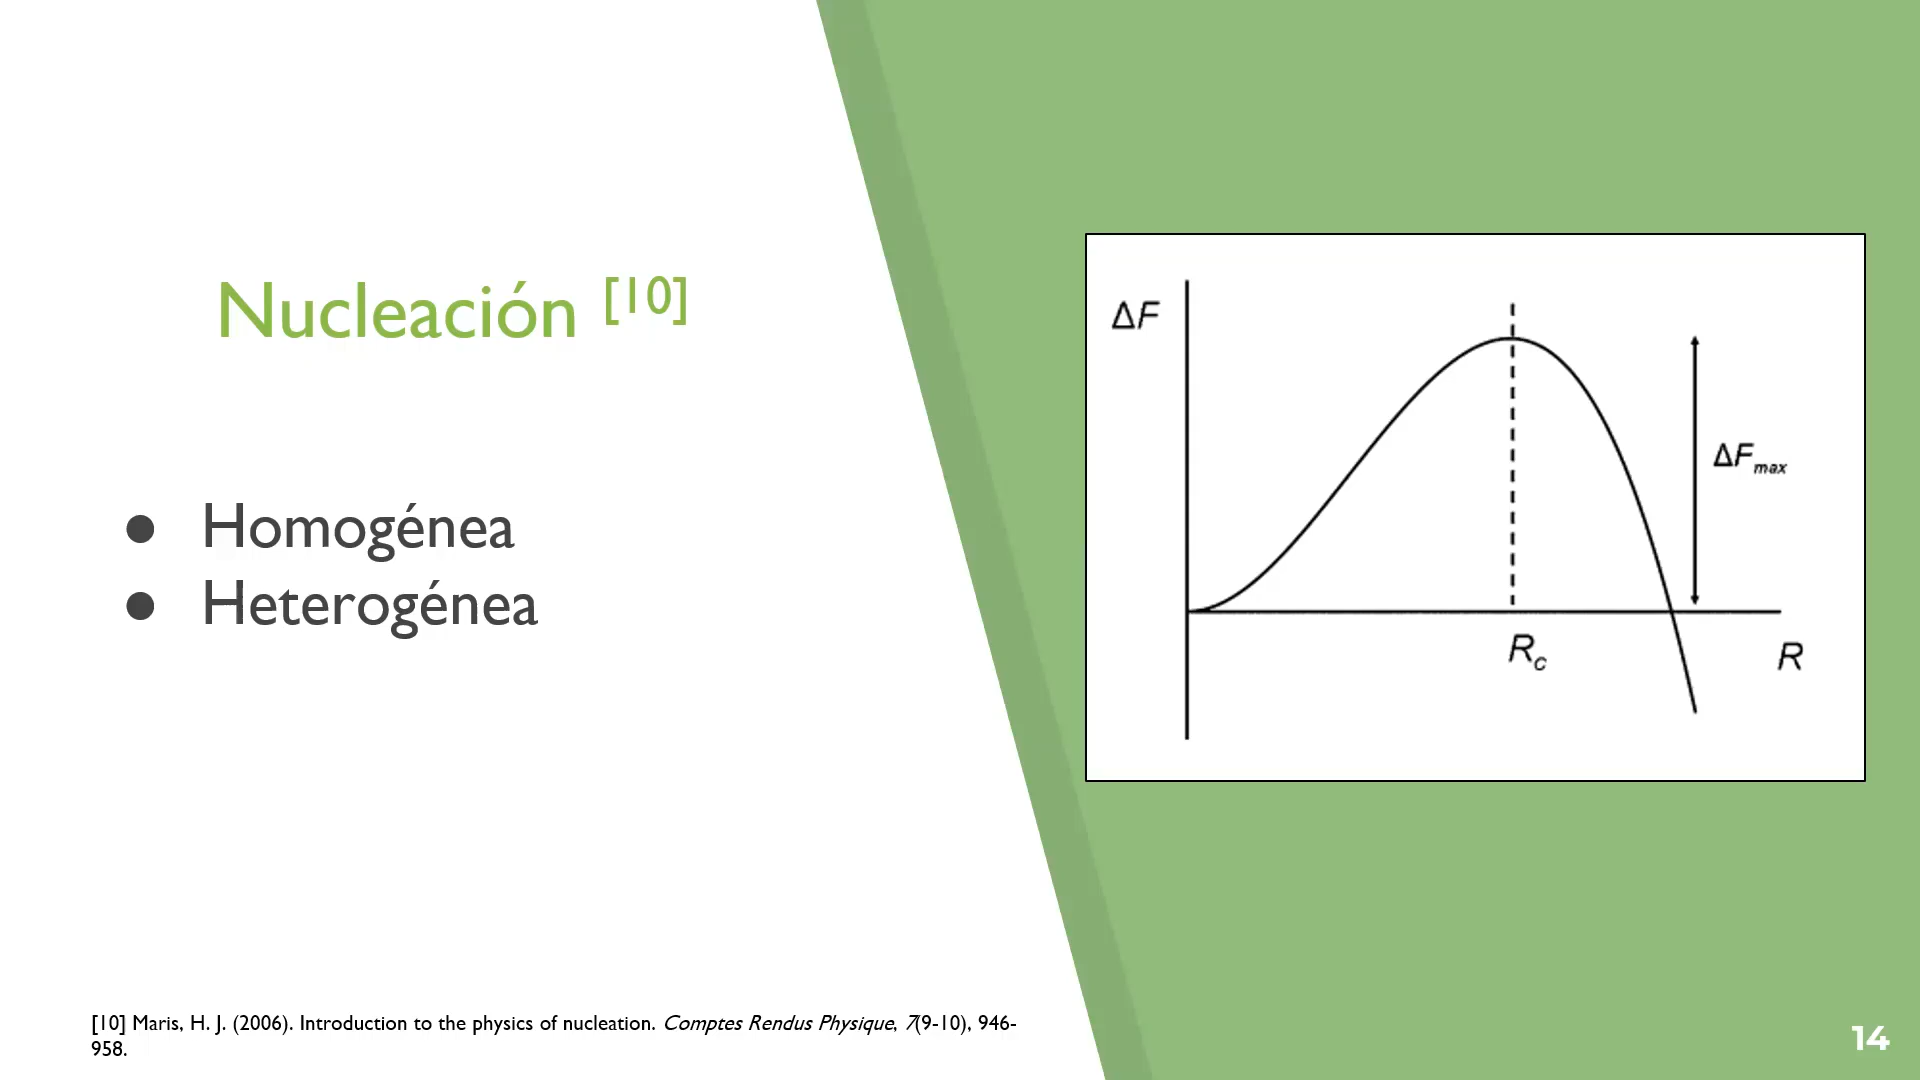 Nucleación [10]
● Homogénea
● Heterogénea
ΔF
ΔFmax
Rc
R
[10] Maris, H. J. (2006). Introduction to the physics of nucleation. Comptes Rendus Physique, 7(9-10), 946-
958.
14